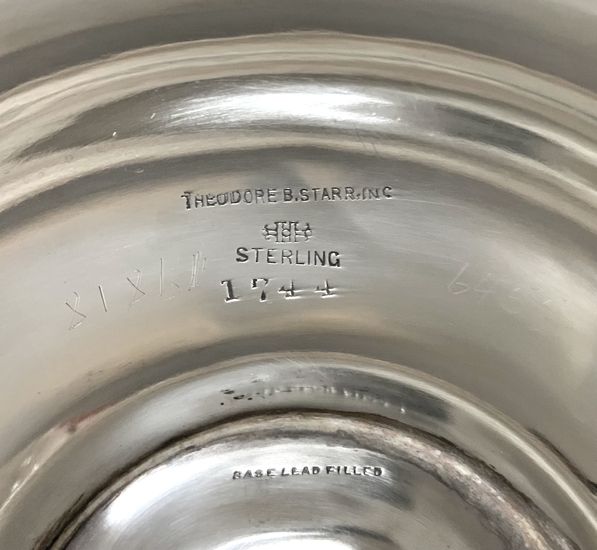 THEODORE B. STARR, INC
STERLING
1744
BASE LEAD FILLED